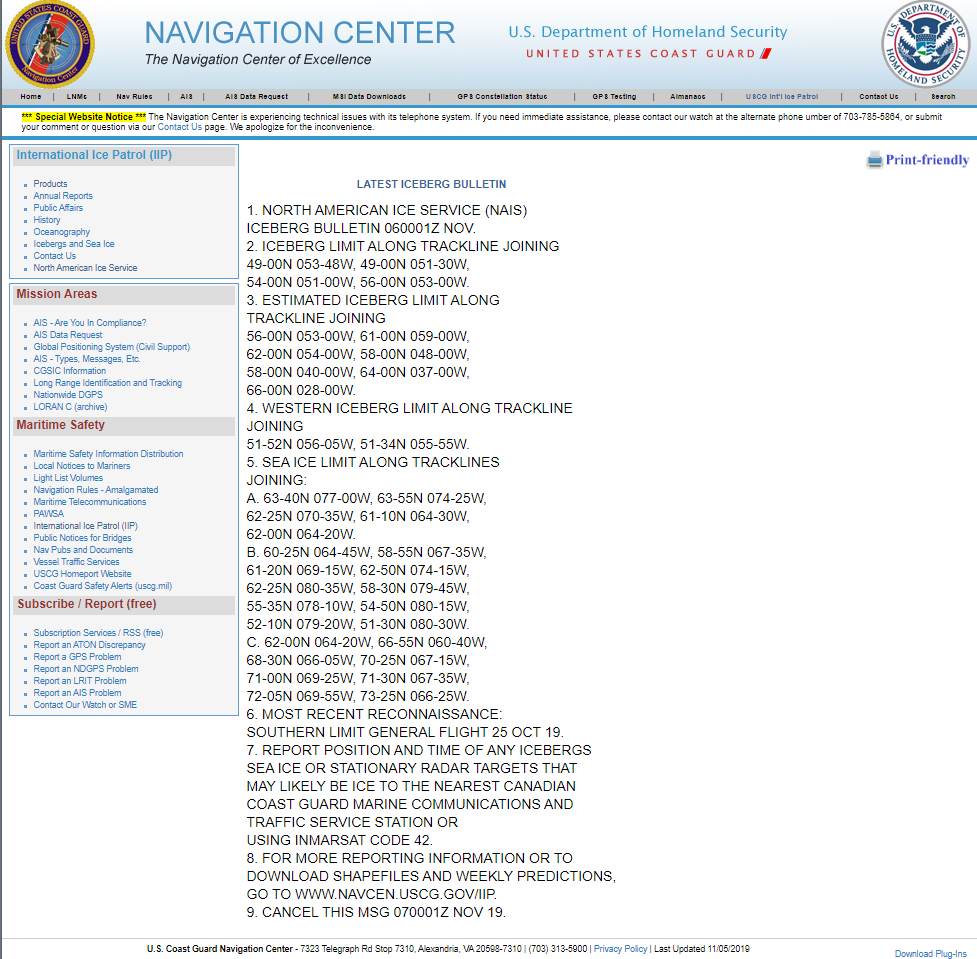 UNITED STATES COAST GUARD
Navigation Center
NAVIGATION CENTER
The Navigation Center of Excellence
U.S. Department of Homeland Security
UNITED STATES COAST GUARD
U.S. DEPARTMENT OF HOMELAND SECURITY
Home | LNMs | Nav Rules | AIS | AIS Data Request | MSI Data Downloads | GPS Constellation Status | GPS Testing | Almanacs | USCG Int'l Ice Patrol | Contact Us | Search
*** Special Website Notice *** The Navigation Center is experiencing technical issues with its telephone system. If you need immediate assistance, please contact our watch at the alternate phone umber of 703-785-5864, or submit
your comment or question via our Contact Us page. We apologize for the inconvenience.
International Ice Patrol (IIP)
Products
Annual Reports
Public Affairs
History
Oceanography
Icebergs and Sea Ice
Contact Us
North American Ice Service
Mission Areas
AIS - Are You In Compliance?
AIS Data Request
Global Positioning System (Civil Support)
AIS - Types, Messages, Etc.
CGSIC Information
Long Range Identification and Tracking
Nationwide DGPS
LORAN C (archive)
Maritime Safety
Maritime Safety Information Distribution
Local Notices to Mariners
Light List Volumes
Navigation Rules - Amalgamated
Maritime Telecommunications
PAWSA
International Ice Patrol (IIP)
Public Notices for Bridges
Nav Pubs and Documents
Vessel Traffic Services
USCG Homeport Website
Coast Guard Safety Alerts (uscg.mil)
Subscribe / Report (free)
Subscription Services / RSS (free)
Report an ATON Discrepancy
Report a GPS Problem
Report an NDGPS Problem
Report an LRIT Problem
Report an AIS Problem
Contact Our Watch or SME
Print-friendly
LATEST ICEBERG BULLETIN
1. NORTH AMERICAN ICE SERVICE (NAIS)
ICEBERG BULLETIN 060001Z NOV.
2. ICEBERG LIMIT ALONG TRACKLINE JOINING
49-00N 053-48W, 49-00N 051-30W,
54-00N 051-00W, 56-00N 053-00W.
3. ESTIMATED ICEBERG LIMIT ALONG
TRACKLINE JOINING
56-00N 053-00W, 61-00N 059-00W,
62-00N 054-00W, 58-00N 048-00W,
58-00N 040-00W, 64-00N 037-00W,
66-00N 028-00W.
4. WESTERN ICEBERG LIMIT ALONG TRACKLINE
JOINING
51-52N 056-05W, 51-34N 055-55W.
5. SEA ICE LIMIT ALONG TRACKLINES
JOINING:
A. 63-40N 077-00W, 63-55N 074-25W,
62-25N 070-35W, 61-10N 064-30W,
62-00N 064-20W.
B. 60-25N 064-45W, 58-55N 067-35W,
61-20N 069-15W, 62-50N 074-15W,
62-25N 080-35W, 58-30N 079-45W,
55-35N 078-10W, 54-50N 080-15W,
52-10N 079-20W, 51-30N 080-30W.
C. 62-00N 064-20W, 66-55N 060-40W,
68-30N 066-05W, 70-25N 067-15W,
71-00N 069-25W, 71-30N 067-35W,
72-05N 069-55W, 73-25N 066-25W.
6. MOST RECENT RECONNAISSANCE:
SOUTHERN LIMIT GENERAL FLIGHT 25 OCT 19.
7. REPORT POSITION AND TIME OF ANY ICEBERGS
SEA ICE OR STATIONARY RADAR TARGETS THAT
MAY LIKELY BE ICE TO THE NEAREST CANADIAN
COAST GUARD MARINE COMMUNICATIONS AND
TRAFFIC SERVICE STATION OR
USING INMARSAT CODE 42.
8. FOR MORE REPORTING INFORMATION OR TO
DOWNLOAD SHAPEFILES AND WEEKLY PREDICTIONS,
GO TO WWW.NAVCEN.USCG.GOV/IIP.
9. CANCEL THIS MSG 070001Z NOV 19.
U.S. Coast Guard Navigation Center - 7323 Telegraph Rd Stop 7310, Alexandria, VA 20598-7310 | (703) 313-5900 | Privacy Policy | Last Updated 11/05/2019
Download Plug-Ins